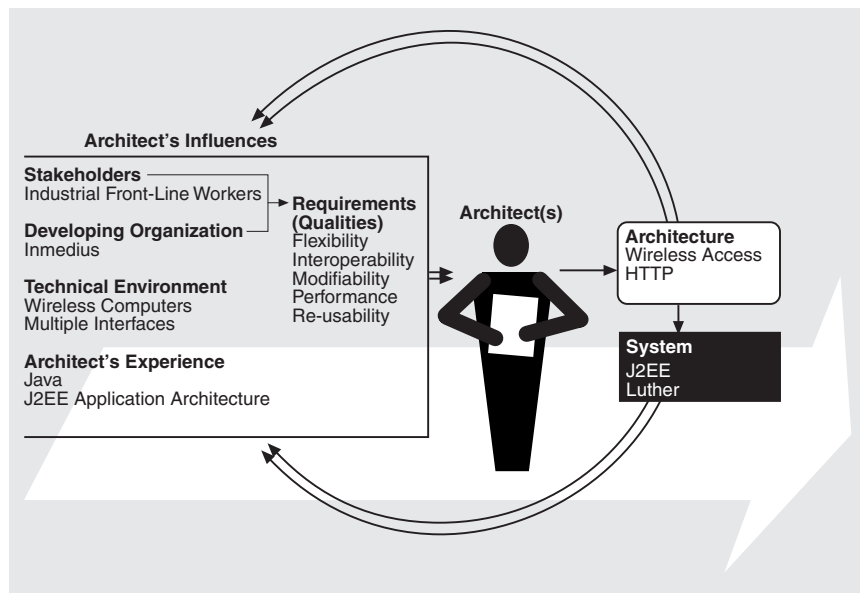 Architect's Influences
Stakeholders
Industrial Front-Line Workers
Developing Organization
Inmedius
Technical Environment
Wireless Computers
Multiple Interfaces
Architect's Experience
Java
J2EE Application Architecture
Requirements
(Qualities)
Flexibility
Interoperability
Modifiability
Performance
Re-usability
Architect(s)
Architecture
Wireless Access
HTTP
System
J2EE
Luther